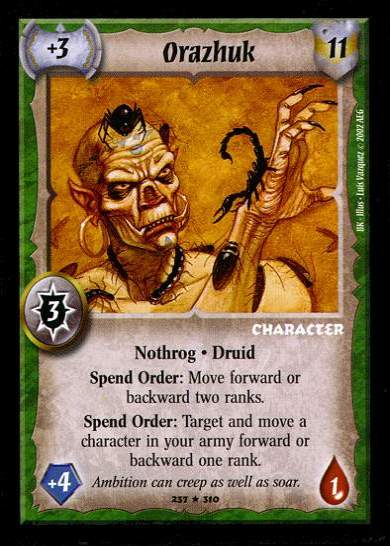 +3
Orazhuk
11
HK • Illus • Luis Vazquez © 2002 AEG
3
CHARACTER
Nothrog • Druid
Spend Order: Move forward or
backward two ranks.
Spend Order: Target and move a
character in your army forward or
backward one rank.
Ambition can creep as well as soar.
+4
1
237 ★ 310